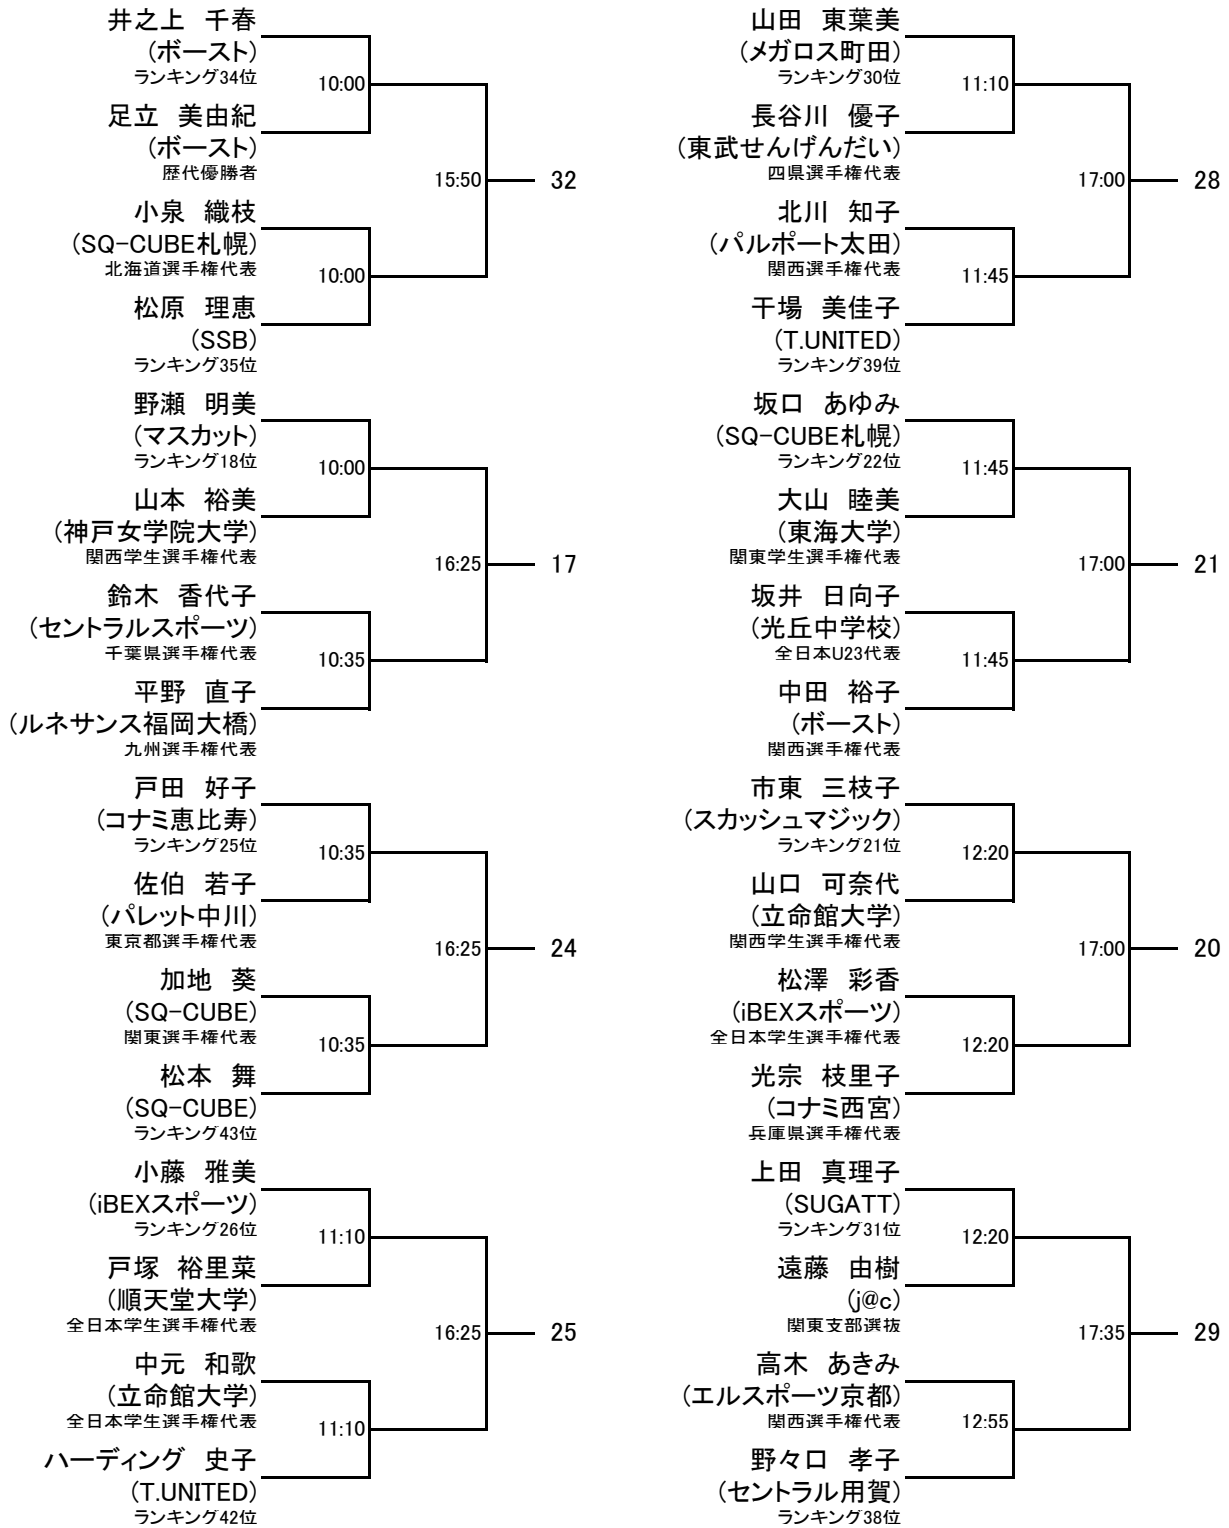 井之上 千春
(ボースト)
ランキング34位
10:00
足立 美由紀
(ボースト)
歴代優勝者
15:50
32
小泉 織枝
(SQ-CUBE札幌)
北海道選手権代表
10:00
松原 理恵
(SSB)
ランキング35位
野瀬 明美
(マスカット)
ランキング18位
10:00
山本 裕美
(神戸女学院大学)
関西学生選手権代表
16:25
17
鈴木 香代子
(セントラルスポーツ)
千葉県選手権代表
10:35
平野 直子
(ルネサンス福岡大橋)
九州選手権代表
戸田 好子
(コナミ恵比寿)
ランキング25位
10:35
佐伯 若子
(パレット中川)
東京都選手権代表
16:25
24
加地 葵
(SQ-CUBE)
関東選手権代表
10:35
松本 舞
(SQ-CUBE)
ランキング43位
小藤 雅美
(iBEXスポーツ)
ランキング26位
11:10
戸塚 裕里菜
(順天堂大学)
全日本学生選手権代表
16:25
25
中元 和歌
(立命館大学)
全日本学生選手権代表
11:10
ハーディング 史子
(T.UNITED)
ランキング42位
山田 東葉美
(メガロス町田)
ランキング30位
11:10
長谷川 優子
(東武せんげんだい)
四県選手権代表
17:00
28
北川 知子
(パルポート太田)
関西選手権代表
11:45
干場 美佳子
(T.UNITED)
ランキング39位
坂口 あゆみ
(SQ-CUBE札幌)
ランキング22位
11:45
大山 睦美
(東海大学)
関東学生選手権代表
17:00
21
坂井 日向子
(光丘中学校)
全日本U23代表
11:45
中田 裕子
(ボースト)
関西選手権代表
市東 三枝子
(スカッシュマジック)
ランキング21位
12:20
山口 可奈代
(立命館大学)
関西学生選手権代表
17:00
20
松澤 彩香
(iBEXスポーツ)
全日本学生選手権代表
12:20
光宗 枝里子
(コナミ西宮)
兵庫県選手権代表
上田 真理子
(SUGATT)
ランキング31位
12:20
遠藤 由樹
(j@c)
関東支部選抜
17:35
29
高木 あきみ
(エルスポーツ京都)
関西選手権代表
12:55
野々口 孝子
(セントラル用賀)
ランキング38位